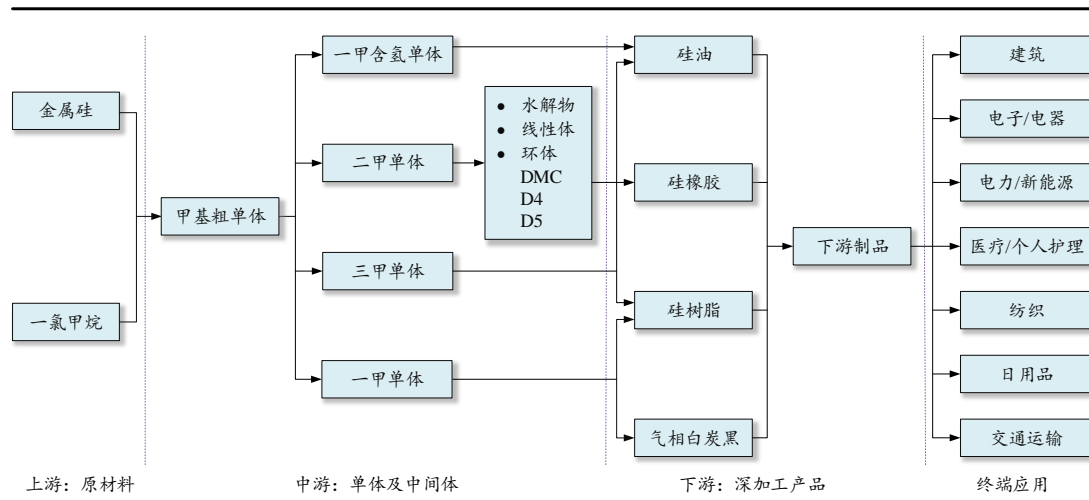 金属硅
一氯甲烷
甲基粗单体
一甲含氢单体
二甲单体
三甲单体
一甲单体
● 水解物
● 线性体
● 环体
DMC
D4
D5
硅油
硅橡胶
硅树脂
气相白炭黑
下游制品
建筑
电子/电器
电力/新能源
医疗/个人护理
纺织
日用品
交通运输
上游：原材料
中游：单体及中间体
下游：深加工产品
终端应用